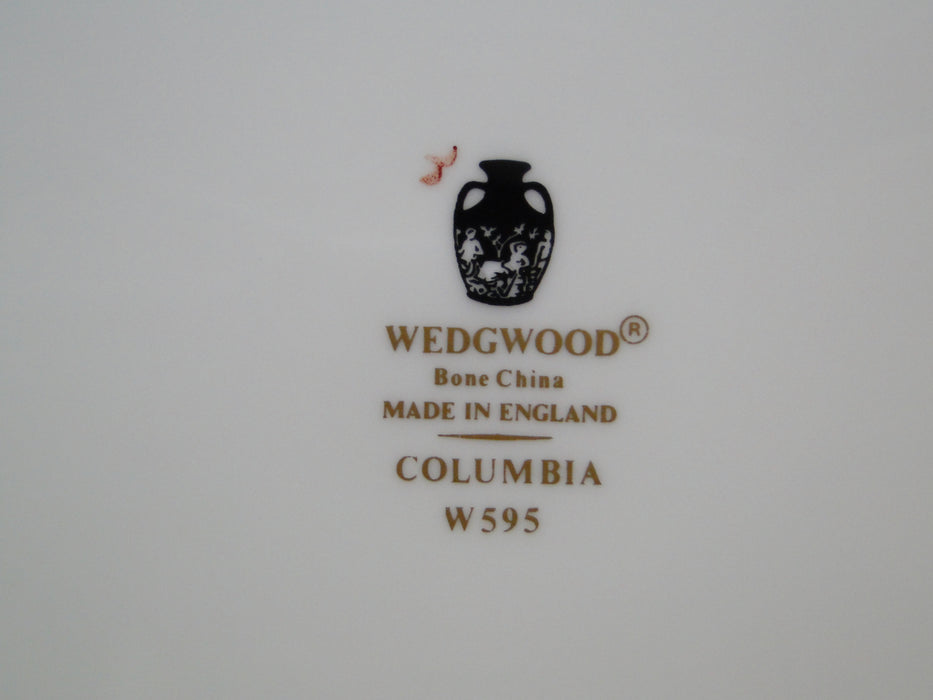 WEDGWOOD®
Bone China
MADE IN ENGLAND
COLUMBIA
W595